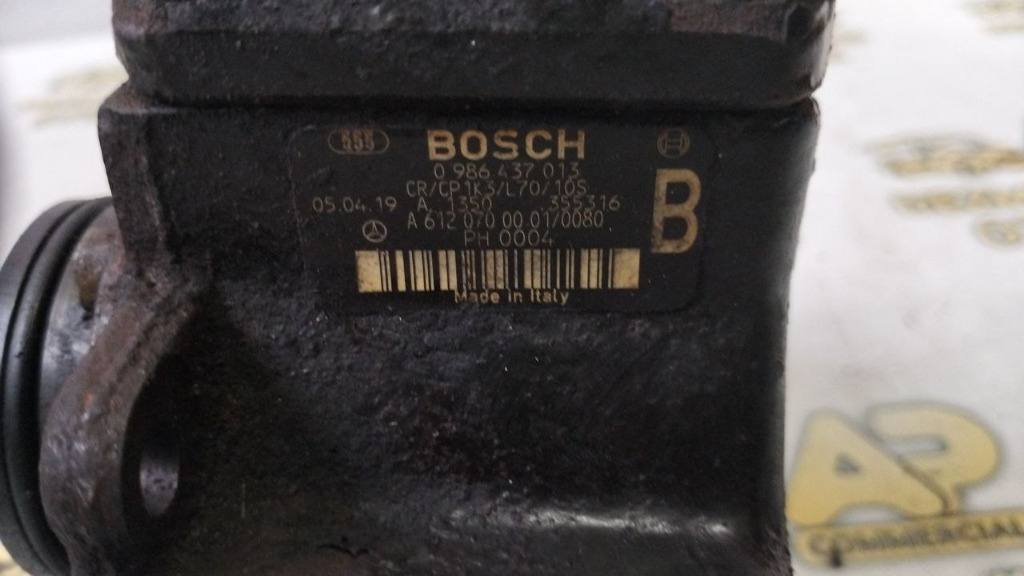 BOSCH
0 986 437 013
CR/CP1K3/L70/10S
05.04.19 A 1350 355316
A 612 070 00 01/0080
PH 0004
B
Made in Italy
AP
COMMERCIAL